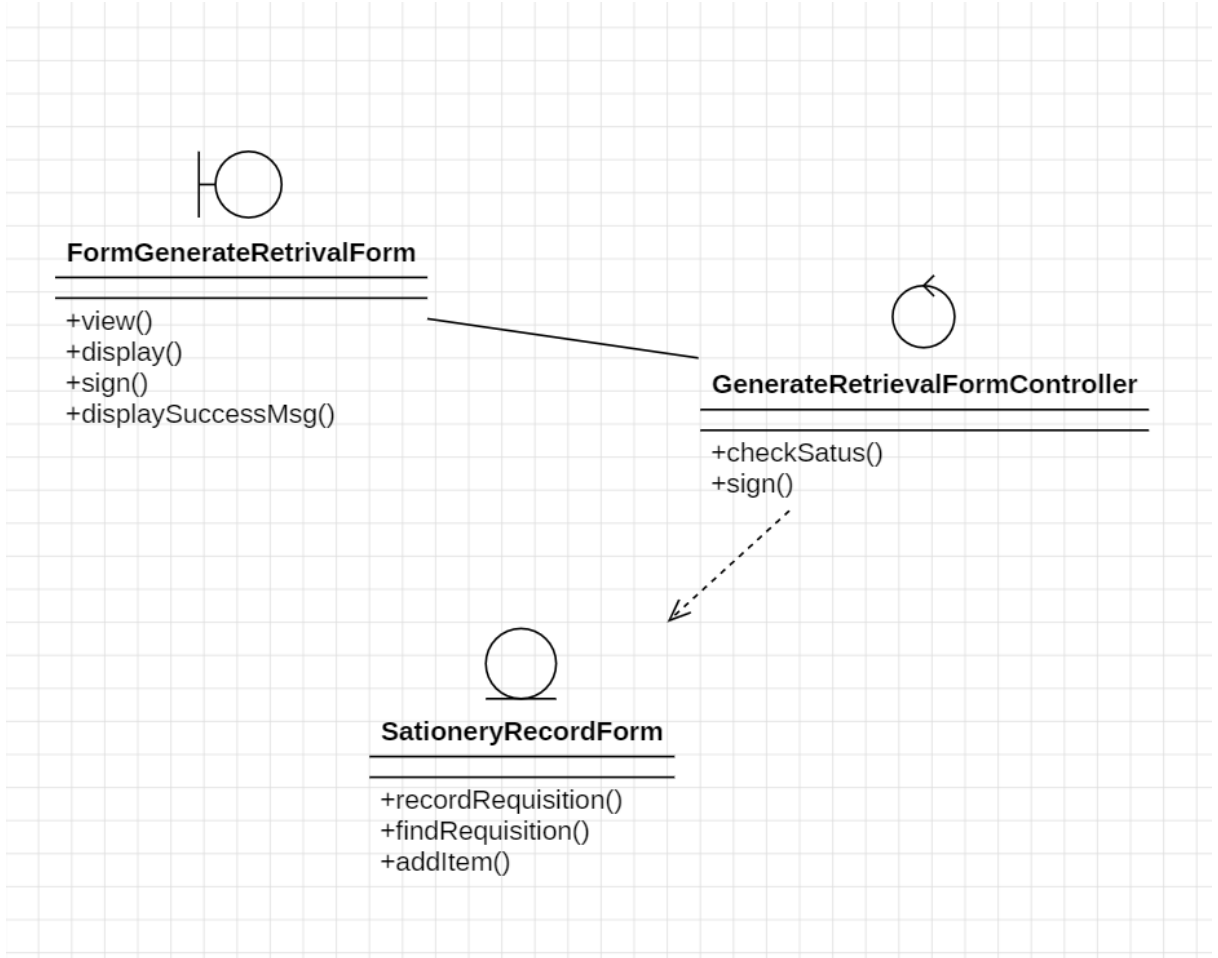 FormGenerateRetrivalForm
+view()
+display()
+sign()
+displaySuccessMsg()
GenerateRetrievalFormController
+checkSatus()
+sign()
SationeryRecordForm
+recordRequisition()
+findRequisition()
+addItem()